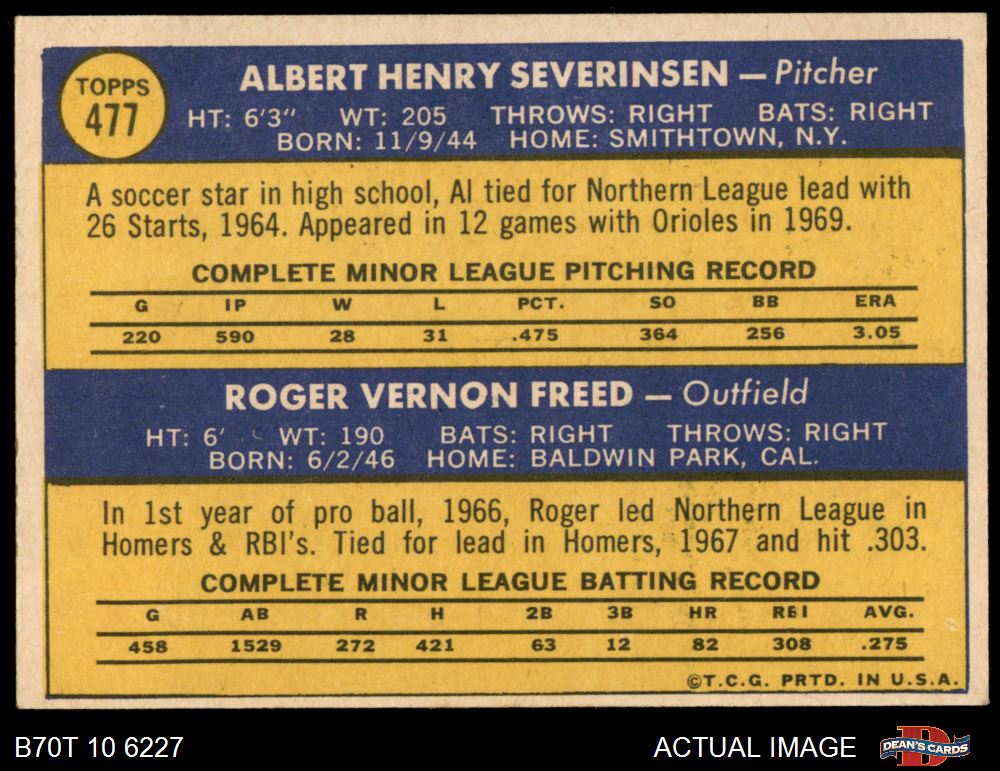 TOPPS
477
ALBERT HENRY SEVERINSEN — Pitcher
HT: 6'3" WT: 205 THROWS: RIGHT BATS: RIGHT
BORN: 11/9/44 HOME: SMITHTOWN, N.Y.
A soccer star in high school, Al tied for Northern League lead with
26 Starts, 1964. Appeared in 12 games with Orioles in 1969.
COMPLETE MINOR LEAGUE PITCHING RECORD
G IP W L PCT. SO BB ERA
220 590 28 31 .475 364 256 3.05
ROGER VERNON FREED — Outfield
HT: 6' WT: 190 BATS: RIGHT THROWS: RIGHT
BORN: 6/2/46 HOME: BALDWIN PARK, CAL.
In 1st year of pro ball, 1966, Roger led Northern League in
Homers & RBI's. Tied for lead in Homers, 1967 and hit .303.
COMPLETE MINOR LEAGUE BATTING RECORD
G AB R H 2B 3B HR RBI AVG.
458 1529 272 421 63 12 82 308 .275
©T.C.G. PRTD. IN U.S.A.
B70T 10 6227
ACTUAL IMAGE
DEAN'S CARDS